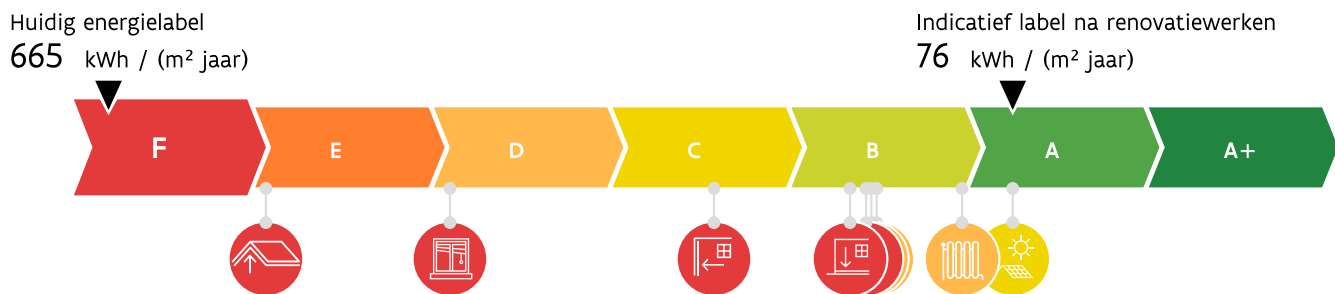 Huidig energielabel
665 kWh / (m² jaar)
Indicatief label na renovatiewerken
76 kWh / (m² jaar)
F E D C B A A+